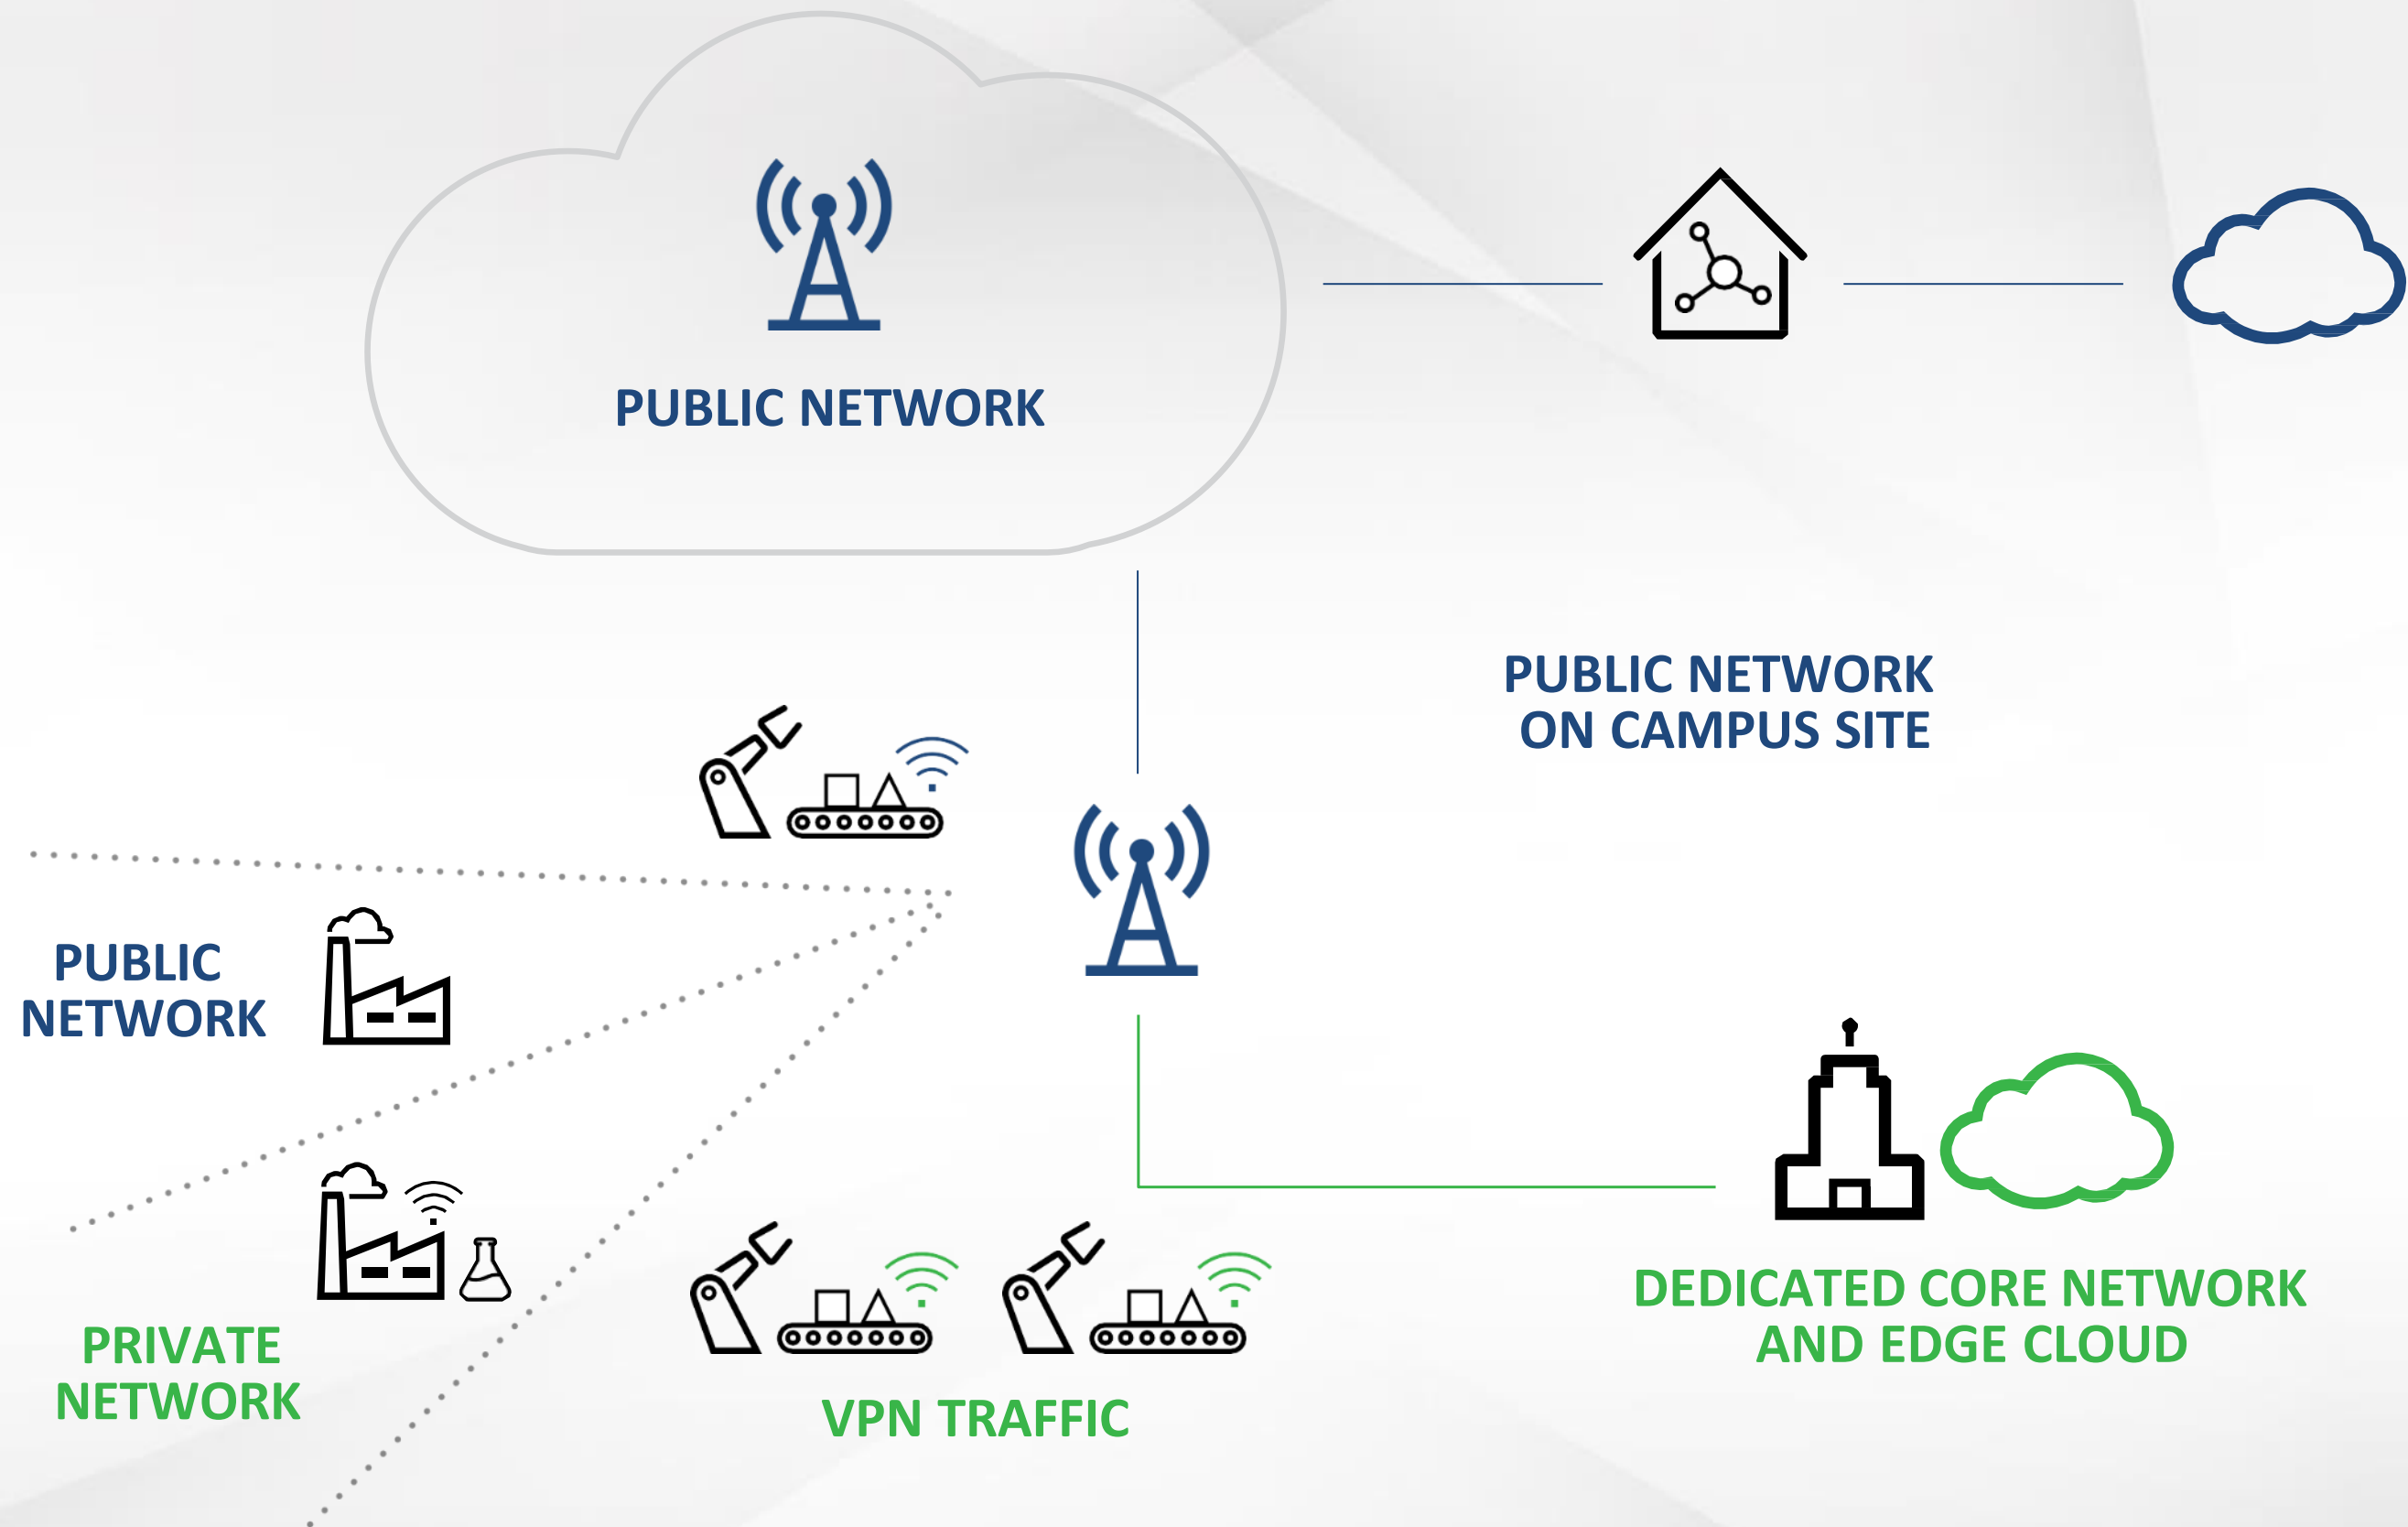 PUBLIC NETWORK
PUBLIC NETWORK
ON CAMPUS SITE
PUBLIC
NETWORK
PRIVATE
NETWORK
VPN TRAFFIC
DEDICATED CORE NETWORK
AND EDGE CLOUD